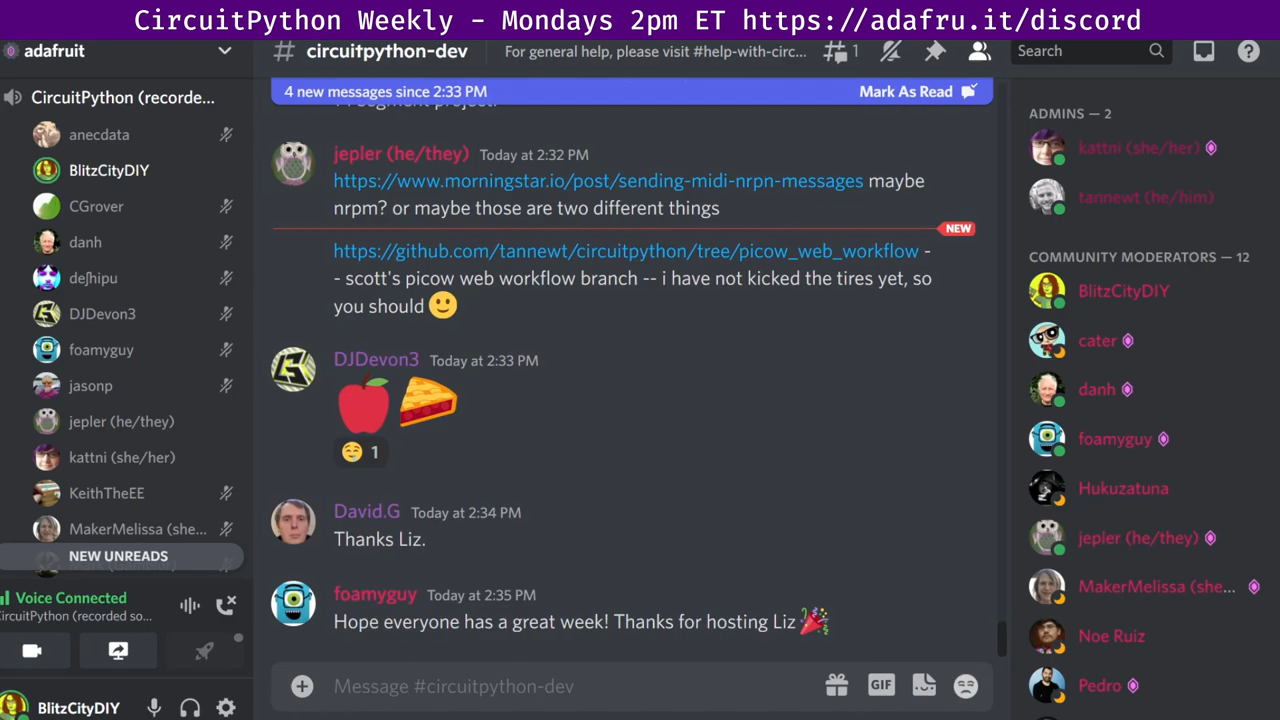 CircuitPython Weekly - Mondays 2pm ET https://adafru.it/discord
adafruit
CircuitPython (recorde...
anecdata
BlitzCityDIY
CGrover
danh
deʃhipu
DJDevon3
foamyguy
jasonp
jepler (he/they)
kattni (she/her)
KeithTheEE
MakerMelissa (she...
NEW UNREADS
Voice Connected
CircuitPython (recorded so...
BlitzCityDIY
# circuitpython-dev
For general help, please visit #help-with-circ...
1
Search
4 new messages since 2:33 PM
Mark As Read
14 segment project.
jepler (he/they) Today at 2:32 PM
https://www.morningstar.io/post/sending-midi-nrpn-messages maybe
nrpm? or maybe those are two different things
NEW
https://github.com/tannewt/circuitpython/tree/picow_web_workflow -
- scott's picow web workflow branch -- i have not kicked the tires yet, so
you should 🙂
DJDevon3 Today at 2:33 PM
🍎 🥧
🤤 1
David.G Today at 2:34 PM
Thanks Liz.
foamyguy Today at 2:35 PM
Hope everyone has a great week! Thanks for hosting Liz 🎉
Message #circuitpython-dev
GIF
ADMINS — 2
kattni (she/her)
tannewt (he/him)
COMMUNITY MODERATORS — 12
BlitzCityDIY
cater
danh
foamyguy
Hukuzatuna
jepler (he/they)
MakerMelissa (she...
Noe Ruiz
Pedro